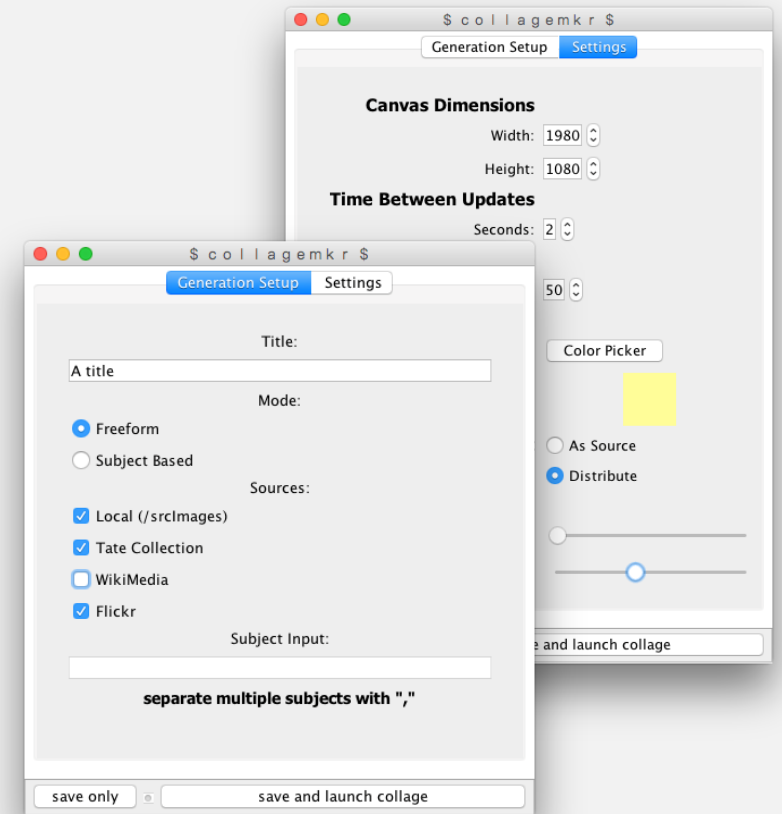 $ c o l l a g e m k r $
Generation Setup Settings
Canvas Dimensions
Width: 1980
Height: 1080
Time Between Updates
Seconds: 2
50
Color Picker
As Source
Distribute
and launch collage
$ c o l l a g e m k r $
Generation Setup Settings
Title:
A title
Mode:
Freeform
Subject Based
Sources:
Local (/srcImages)
Tate Collection
WikiMedia
Flickr
Subject Input:
separate multiple subjects with ","
save only save and launch collage